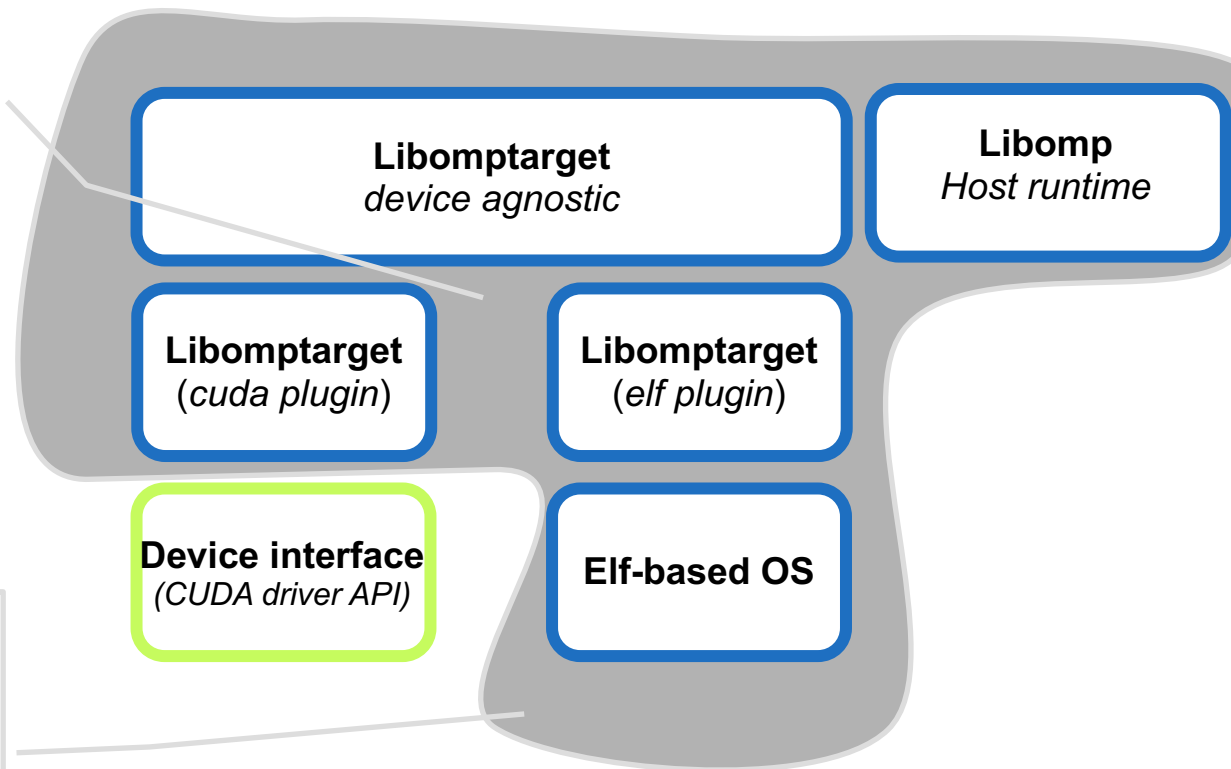 Libomptarget
device agnostic
Libomp
Host runtime
Libomptarget
(cuda plugin)
Libomptarget
(elf plugin)
Device interface
(CUDA driver API)
Elf-based OS